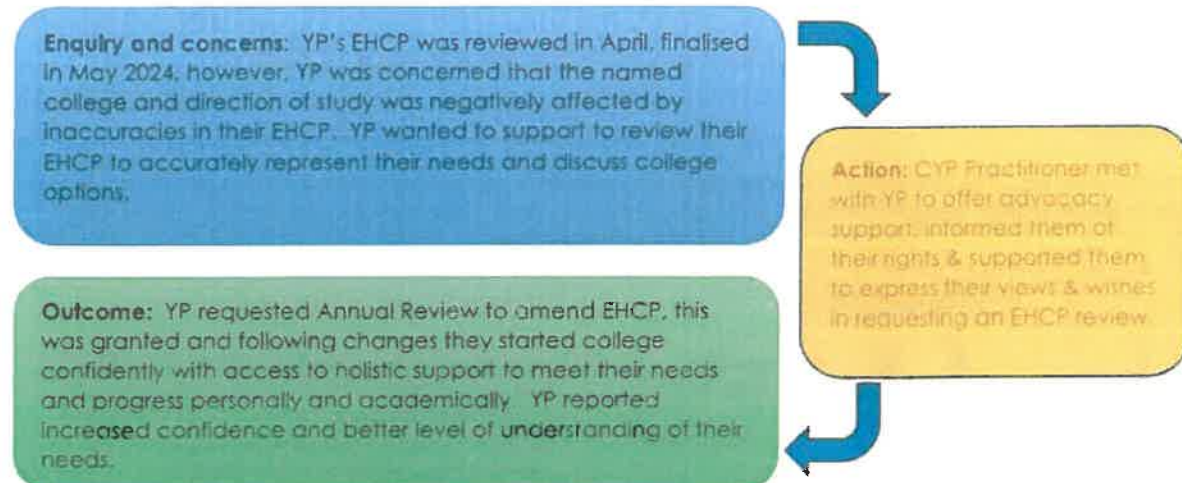 Enquiry and concerns: YP's EHCP was reviewed in April, finalised
in May 2024, however, YP was concerned that the named
college and direction of study was negatively affected by
inaccuracies in their EHCP. YP wanted to support to review their
EHCP to accurately represent their needs and discuss college
options.
Action: CYP Practitioner met
with YP to offer advocacy
support, informed them of
their rights & supported them
to express their views & wishes
in requesting an EHCP review.
Outcome: YP requested Annual Review to amend EHCP, this
was granted and following changes they started college
confidently with access to holistic support to meet their needs
and progress personally and academically. YP reported
increased confidence and better level of understanding of their
needs.